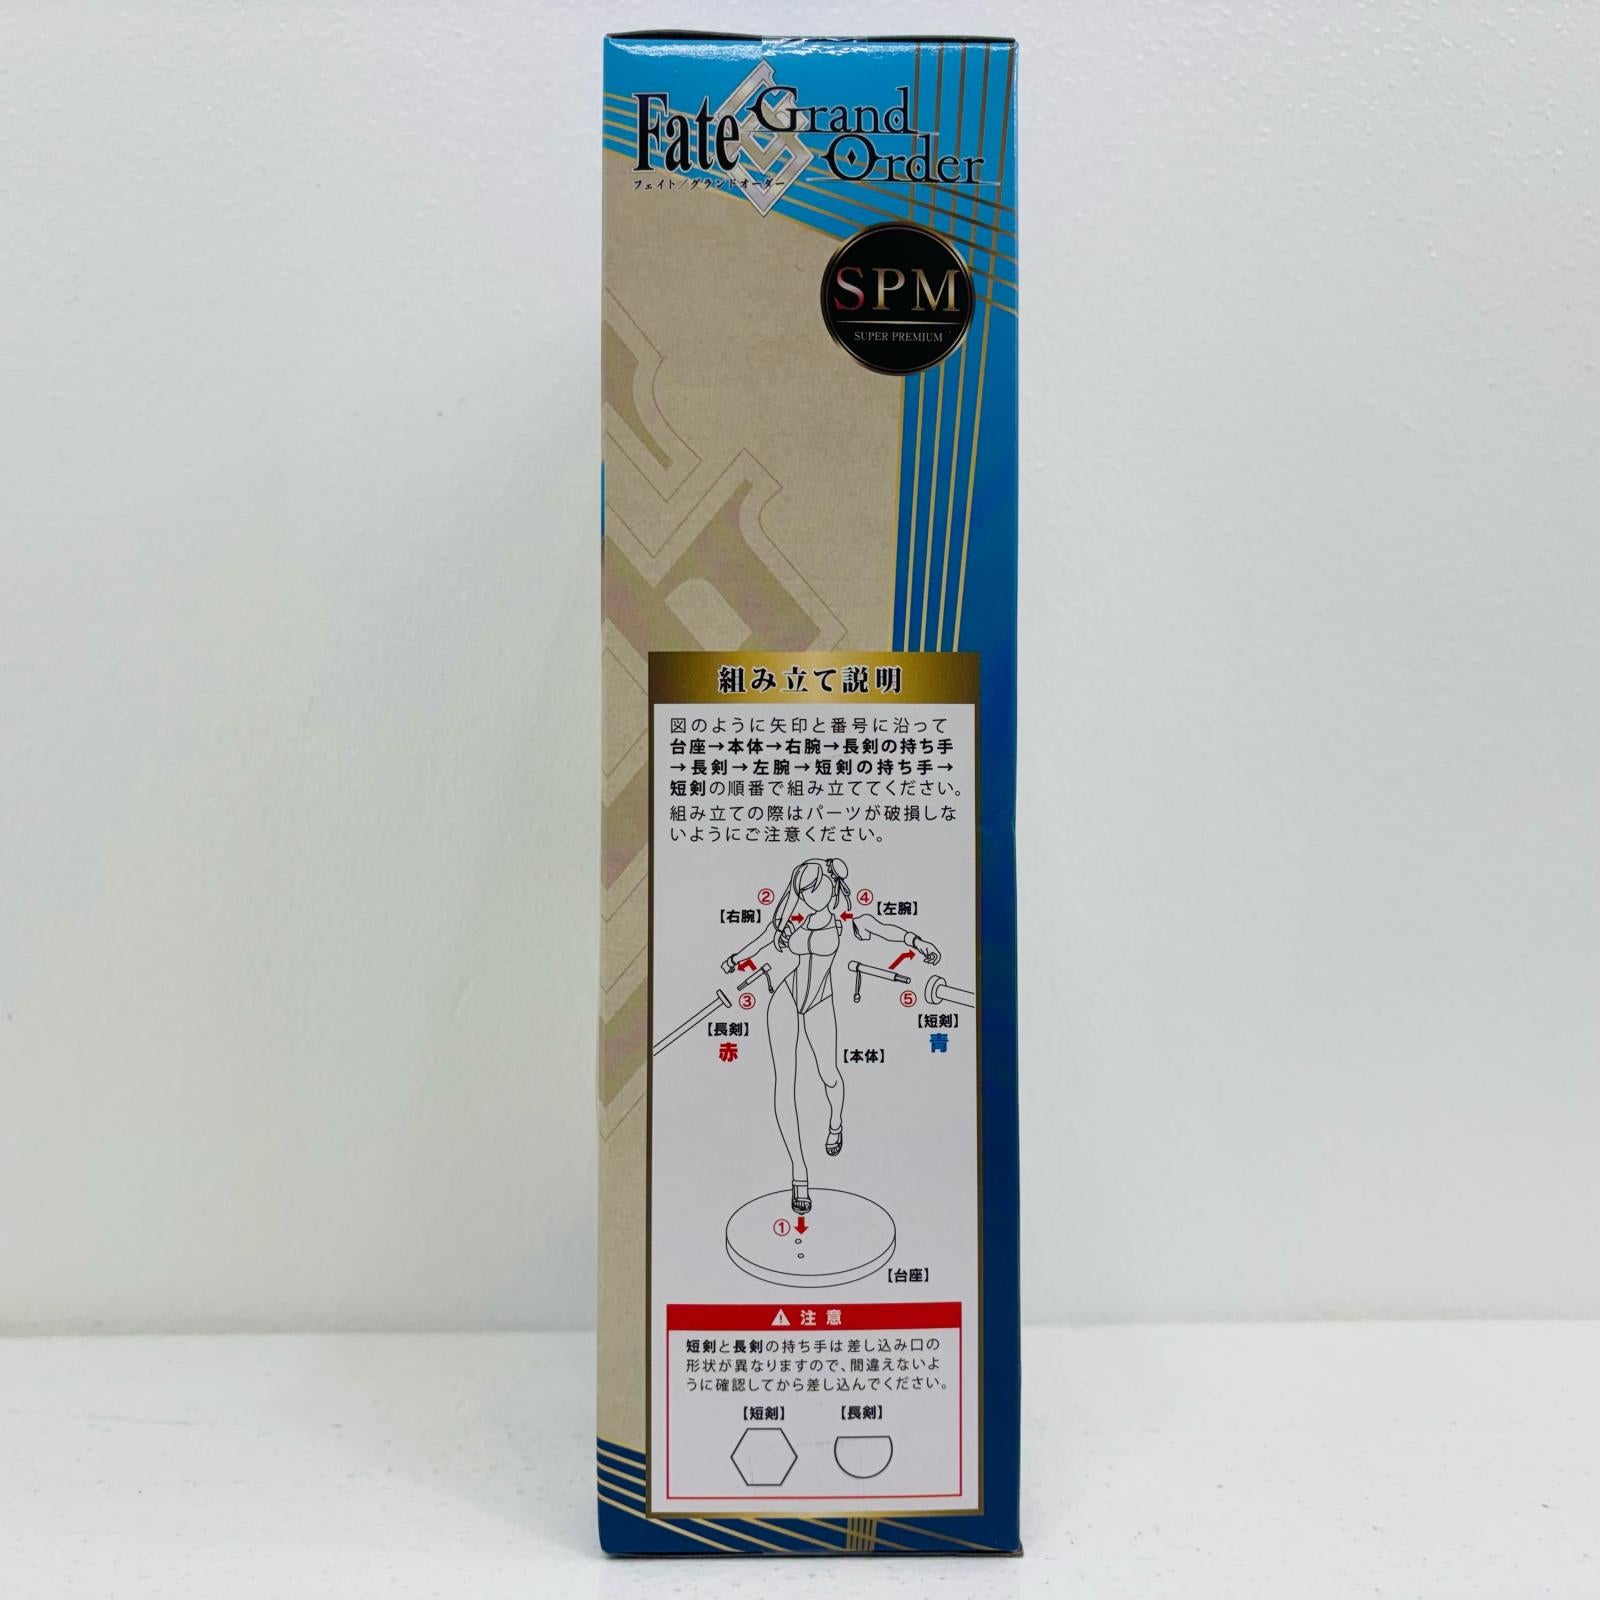 Fate Grand Order
フェイト／グランドオーダー
SPM
SUPER PREMIUM
組み立て説明
図のように矢印と番号に沿って
台座→本体→右腕→長剣の持ち手
→長剣→左腕→短剣の持ち手→
短剣の順番で組み立ててください。
組み立ての際はパーツが破損しな
いようにご注意ください。
② ④
【右腕】 【左腕】
③ ⑤
【長剣】 【短剣】
赤 青
【本体】
①
【台座】
注意
短剣と長剣の持ち手は差し込み口の
形状が異なりますので、間違えないよ
うに確認してから差し込んでください。
【短剣】 【長剣】